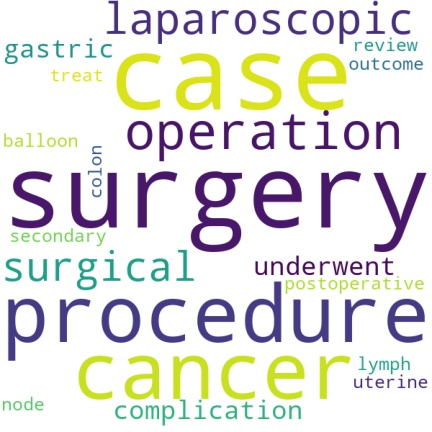 laparoscopic
gastric
review
case
outcome
treat
operation
balloon
colon
surgery
secondary
surgical
underwent
postoperative
procedure
cancer
lymph
uterine
node
complication